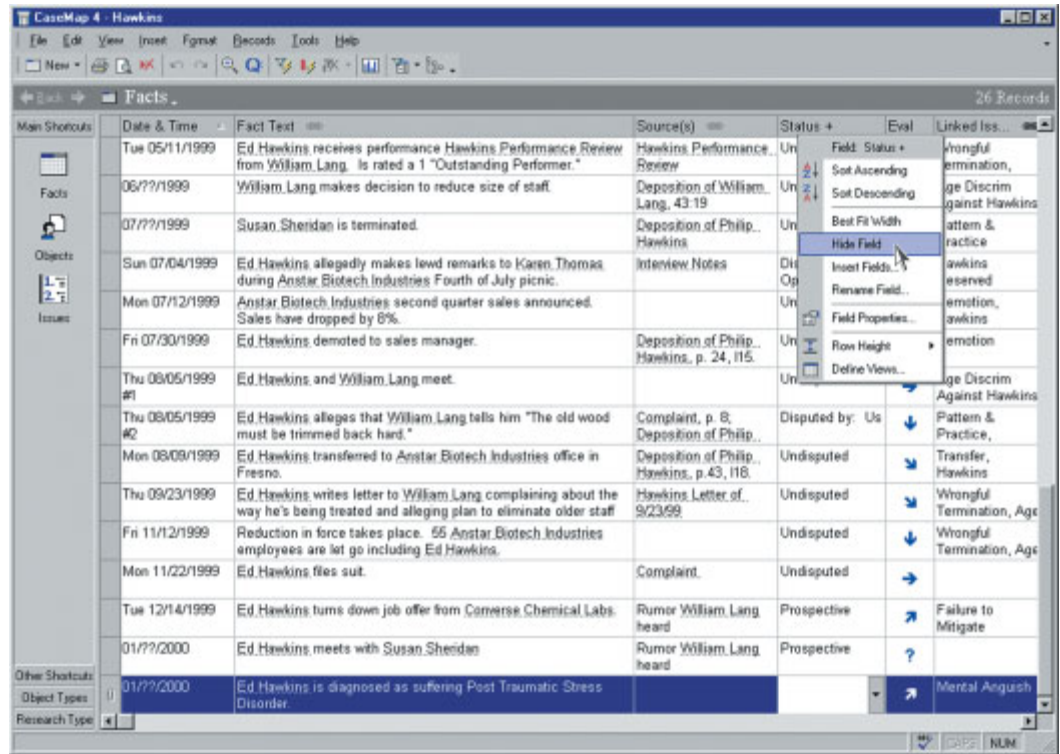 CaseMap 4 - Hawkins
File Edit View Insert Format Records Tools Help
New
Back Facts 26 Records
Main Shortcuts Date & Time Fact Text Source(s) Status + Eval Linked Iss...
Facts
Objects
Issues
Tue 05/11/1999 Ed Hawkins receives performance Hawkins Performance Review Hawkins Performance Un Wrongful
from William Lang. Is rated a 1 "Outstanding Performer." Review ermination,
06/??/1999 William Lang makes decision to reduce size of staff. Deposition of William Un ge Discrim
Lang, 43:19 gainst Hawkins
07/??/1999 Susan Sheridan is terminated. Deposition of Philip Un attern &
Hawkins ractice
Sun 07/04/1999 Ed Hawkins allegedly makes lewd remarks to Karen Thomas Interview Notes Dis awkins
during Anstar Biotech Industries Fourth of July picnic. Op eserved
Mon 07/12/1999 Anstar Biotech Industries second quarter sales announced. Un emotion,
Sales have dropped by 8%. awkins
Fri 07/30/1999 Ed Hawkins demoted to sales manager. Deposition of Philip emotion
Hawkins, p. 24, l15.
Thu 08/05/1999 Ed Hawkins and William Lang meet. Un ge Discrim
#1 Against Hawkins
Thu 08/05/1999 Ed Hawkins alleges that William Lang tells him "The old wood Complaint, p. 8; Disputed by: Us Pattern &
#2 must be trimmed back hard." Deposition of Philip Practice,
Mon 08/09/1999 Ed Hawkins transferred to Anstar Biotech Industries office in Deposition of Philip Undisputed Transfer,
Fresno. Hawkins, p.43, l18. Hawkins
Thu 09/23/1999 Ed Hawkins writes letter to William Lang complaining about the Hawkins Letter of Undisputed Wrongful
way he's being treated and alleging plan to eliminate older staff 9/23/99 Termination, Age
Fri 11/12/1999 Reduction in force takes place. 55 Anstar Biotech Industries Undisputed Wrongful
employees are let go including Ed Hawkins. Termination, Age
Mon 11/22/1999 Ed Hawkins files suit. Complaint Undisputed
Tue 12/14/1999 Ed Hawkins turns down job offer from Converse Chemical Labs. Rumor William Lang Prospective Failure to
heard Mitigate
01/??/2000 Ed Hawkins meets with Susan Sheridan Rumor William Lang Prospective ?
heard
01/??/2000 Ed Hawkins is diagnosed as suffering Post Traumatic Stress Mental Anguish
Disorder.
Field: Status +
Sort Ascending
Sort Descending
Best Fit Width
Hide Field
Insert Fields...
Rename Field...
Field Properties...
Row Height
Define Views...
Other Shortcuts
Object Types
Research Type
CAPS NUM